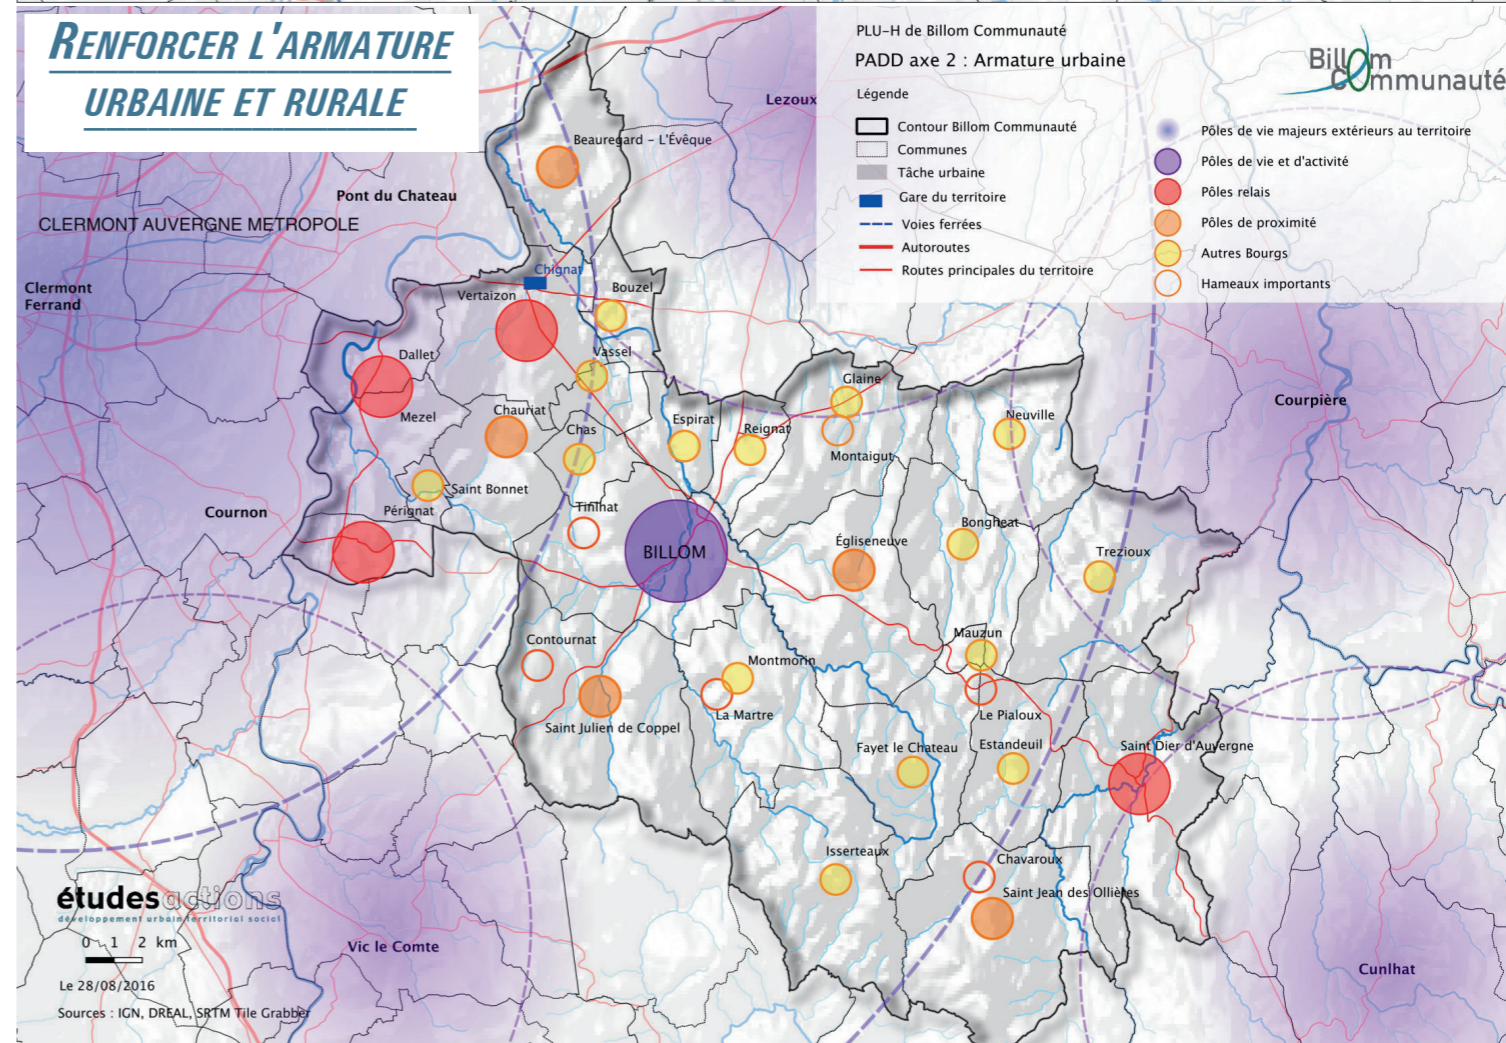 RENFORCER L'ARMATURE
URBAINE ET RURALE
PLU-H de Billom Communauté
PADD axe 2 : Armature urbaine
Légende
Contour Billom Communauté
Communes
Tâche urbaine
Gare du territoire
Voies ferrées
Autoroutes
Routes principales du territoire
Billom
Communauté
Pôles de vie majeurs extérieurs au territoire
Pôles de vie et d'activité
Pôles relais
Pôles de proximité
Autres Bourgs
Hameaux importants
Lezoux
Beauregard - L'Évêque
Pont du Chateau
CLERMONT AUVERGNE METROPOLE
Clermont
Ferrand
Chignat
Vertaizon
Bouzel
Vassel
Dallet
Mezel
Chauriat
Chas
Espirat
Reignat
Glaine
Montaigut
Neuville
Courpière
Saint Bonnet
Pérignat
Cournon
Tinlhat
BILLOM
Égliseneuve
Bongheat
Trezioux
Contournat
Mauzun
Montmorin
La Martre
Le Pialoux
Saint Julien de Coppel
Fayet le Chateau
Estandeuil
Saint Dier d'Auvergne
Isserteaux
Chavaroux
Saint Jean des Ollières
Vic le Comte
Cunlhat
étudesactions
développement urbain territorial social
0 1 2 km
Le 28/08/2016
Sources : IGN, DREAL, SRTM Tile Grabber